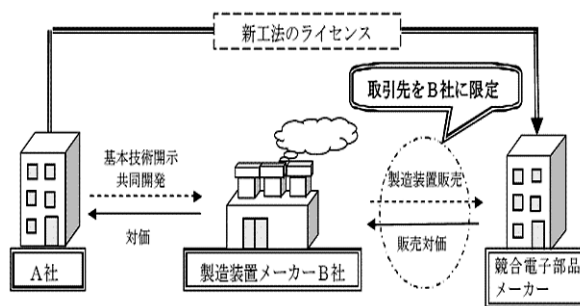 新工法のライセンス
取引先をB社に限定
基本技術開示
共同開発
対価
製造装置販売
販売対価
A社
製造装置メーカーB社
競合電子部品
メーカー